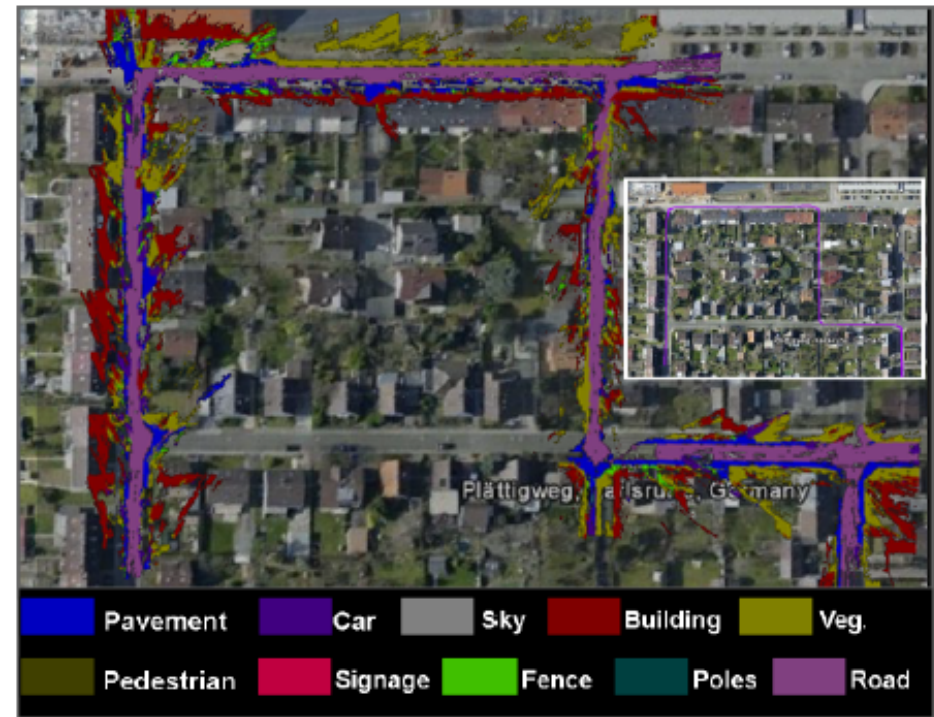 Plättigweg, Karlsruhe, Germany
Pavement Car Sky Building Veg.
Pedestrian Signage Fence Poles Road